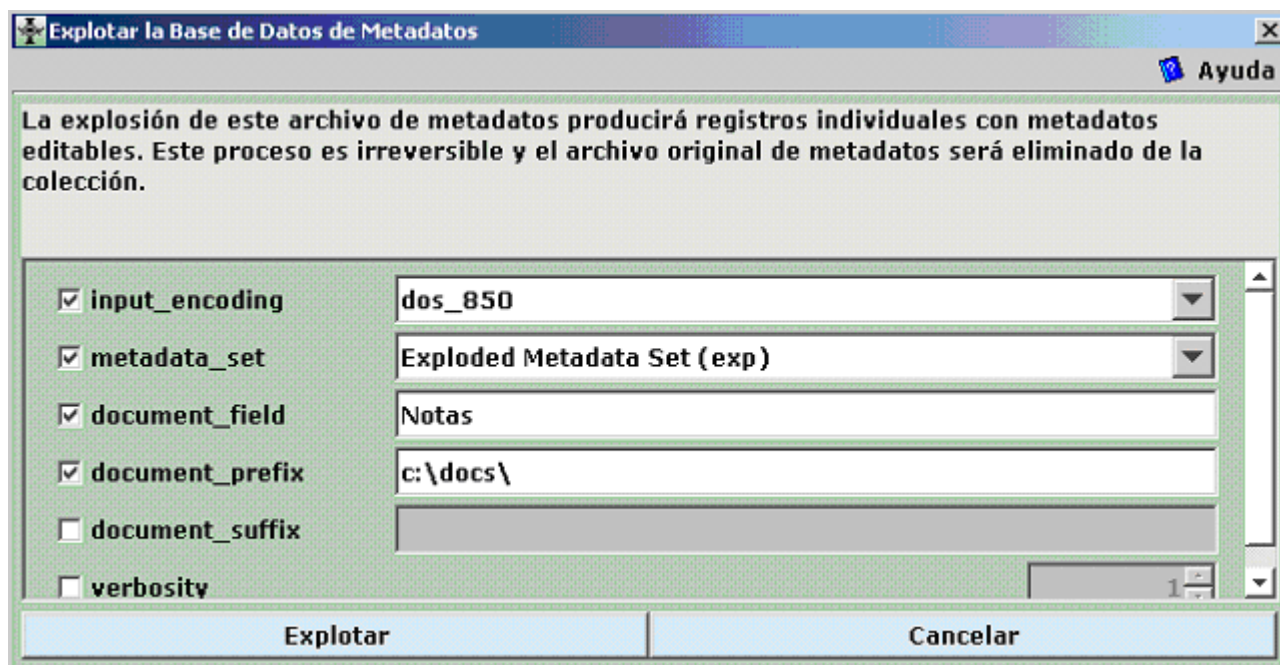 Explotar la Base de Datos de Metadatos
Ayuda
La explosión de este archivo de metadatos producirá registros individuales con metadatos
editables. Este proceso es irreversible y el archivo original de metadatos será eliminado de la
colección.
input_encoding dos_850
metadata_set Exploded Metadata Set (exp)
document_field Notas
document_prefix c:\docs\
document_suffix
verbosity 1
Explotar Cancelar